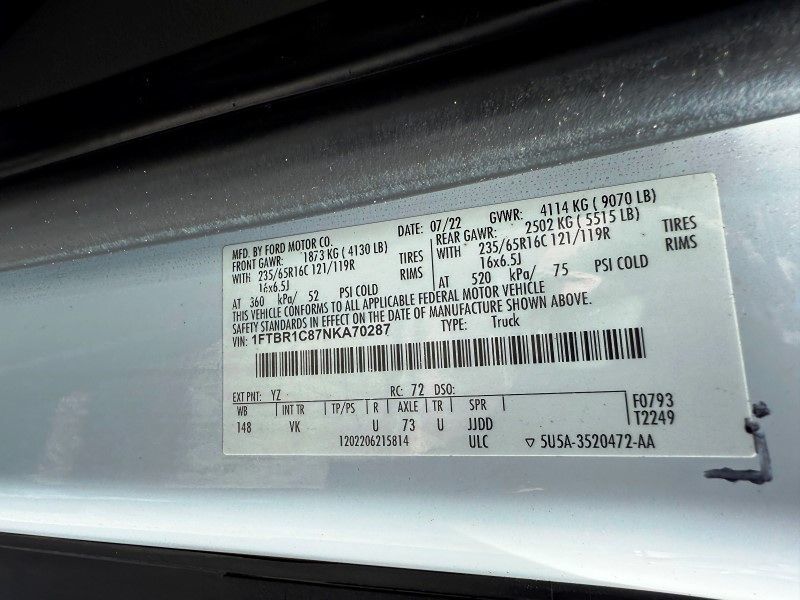 MFD. BY FORD MOTOR CO. DATE: 07/22 GVWR: 4114 KG ( 9070 LB)
FRONT GAWR: 1873 KG ( 4130 LB) REAR GAWR: 2502 KG ( 5515 LB)
WITH 235/65R16C 121/119R TIRES WITH 235/65R16C 121/119R TIRES
16x6.5J RIMS 16x6.5J RIMS
AT 360 kPa/ 52 PSI COLD AT 520 kPa/ 75 PSI COLD
THIS VEHICLE CONFORMS TO ALL APPLICABLE FEDERAL MOTOR VEHICLE
SAFETY STANDARDS IN EFFECT ON THE DATE OF MANUFACTURE SHOWN ABOVE.
VIN: 1FTBR1C87NKA70287 TYPE: Truck
EXT PNT: YZ RC: 72 DSO:
WB INT TR TP/PS R AXLE TR SPR F0793
148 VK U 73 U JJDD T2249
1202206215814 ULC ▽ 5U5A-3520472-AA